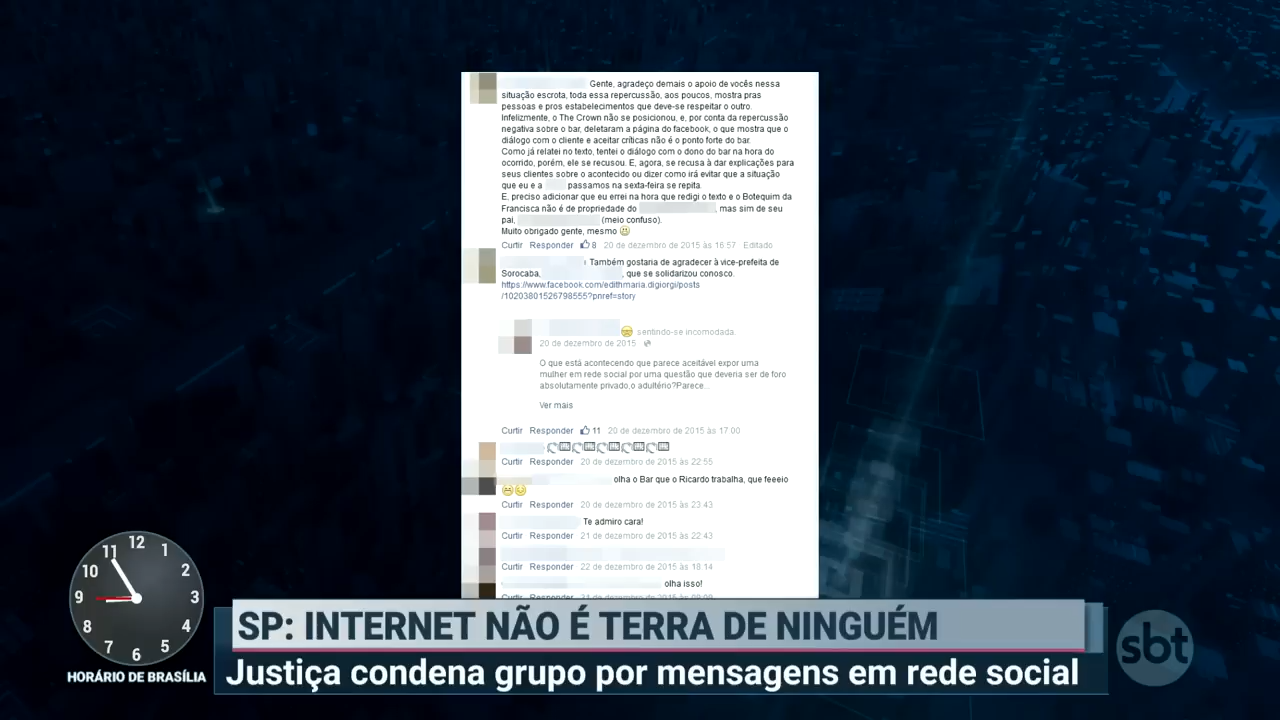 Gente, agradeço demais o apoio de vocês nessa
situação escrota, toda essa repercussão, aos poucos, mostra pras
pessoas e pros estabelecimentos que deve-se respeitar o outro.
Infelizmente, o The Crown não se posicionou, e, por conta da repercussão
negativa sobre o bar, deletaram a página do facebook, o que mostra que o
diálogo com o cliente e aceitar críticas não é o ponto forte do bar.
Como já relatei no texto, tentei o diálogo com o dono do bar na hora do
ocorrido, porém, ele se recusou. E, agora, se recusa à dar explicações para
seus clientes sobre o acontecido ou dizer como irá evitar que a situação
que eu e a passamos na sexta-feira se repita.
E, preciso adicionar que eu errei na hora que redigi o texto e o Botequim da
Francisca não é de propriedade do , mas sim de seu
pai, (meio confuso).
Muito obrigado gente, mesmo
Curtir Responder 8 20 de dezembro de 2015 às 16:57 Editado
Também gostaria de agradecer à vice-prefeita de
Sorocaba, , que se solidarizou conosco.
https://www.facebook.com/edithmaria.digiorgi/posts
/10203801526798555?pnref=story
sentindo-se incomodada.
20 de dezembro de 2015
O que está acontecendo que parece aceitável expor uma
mulher em rede social por uma questão que deveria ser de foro
absolutamente privado,o adultério?Parece...
Ver mais
Curtir Responder 11 20 de dezembro de 2015 às 17:00
Curtir Responder 20 de dezembro de 2015 às 22:55
olha o Bar que o Ricardo trabalha, que feeeio
Curtir Responder 20 de dezembro de 2015 às 23:43
Te admiro cara!
Curtir Responder 21 de dezembro de 2015 às 22:43
Curtir Responder 22 de dezembro de 2015 às 18:14
olha isso!
12
1
2
3
4
5
6
7
8
9
10
11
HORÁRIO DE BRASÍLIA
SP: INTERNET NÃO É TERRA DE NINGUÉM
Justiça condena grupo por mensagens em rede social
sbt